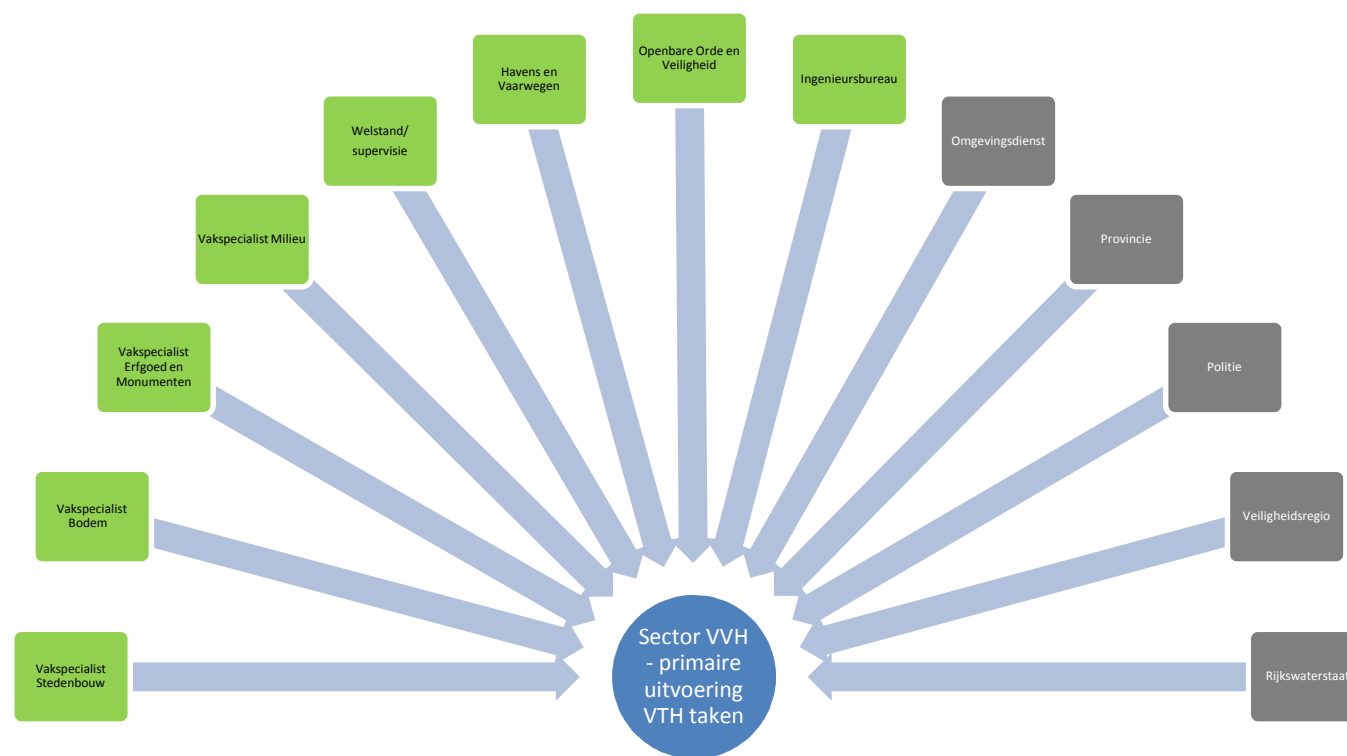 Openbare Orde en
Veiligheid
Havens en
Vaarwegen
Ingenieursbureau
Welstand/
supervisie
Omgevingsdienst
Vakspecialist Milieu
Provincie
Vakspecialist
Erfgoed en
Monumenten
Politie
Vakspecialist
Bodem
Veiligheidsregio
Vakspecialist
Stedenbouw
Sector VVH
- primaire
uitvoering
VTH taken
Rijkswaterstaat